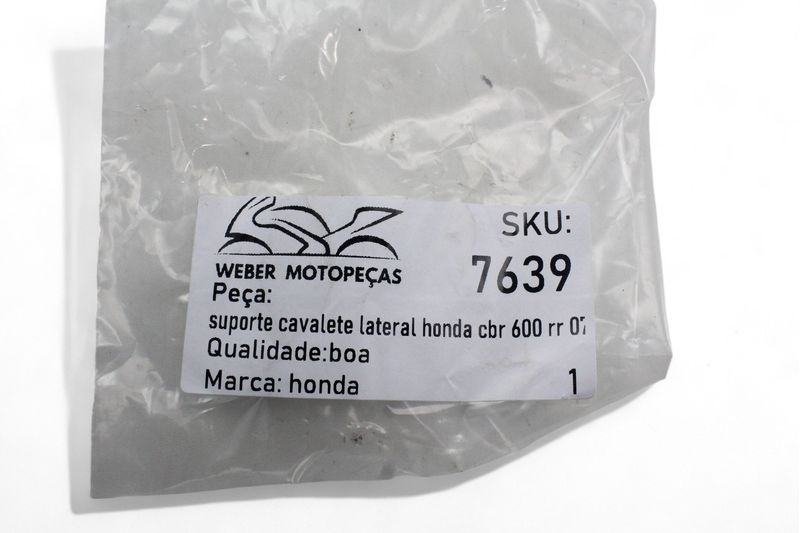 WEBER MOTOPEÇAS
SKU:
7639
Peça:
suporte cavalete lateral honda cbr 600 rr 07
Qualidade:boa
Marca: honda
1